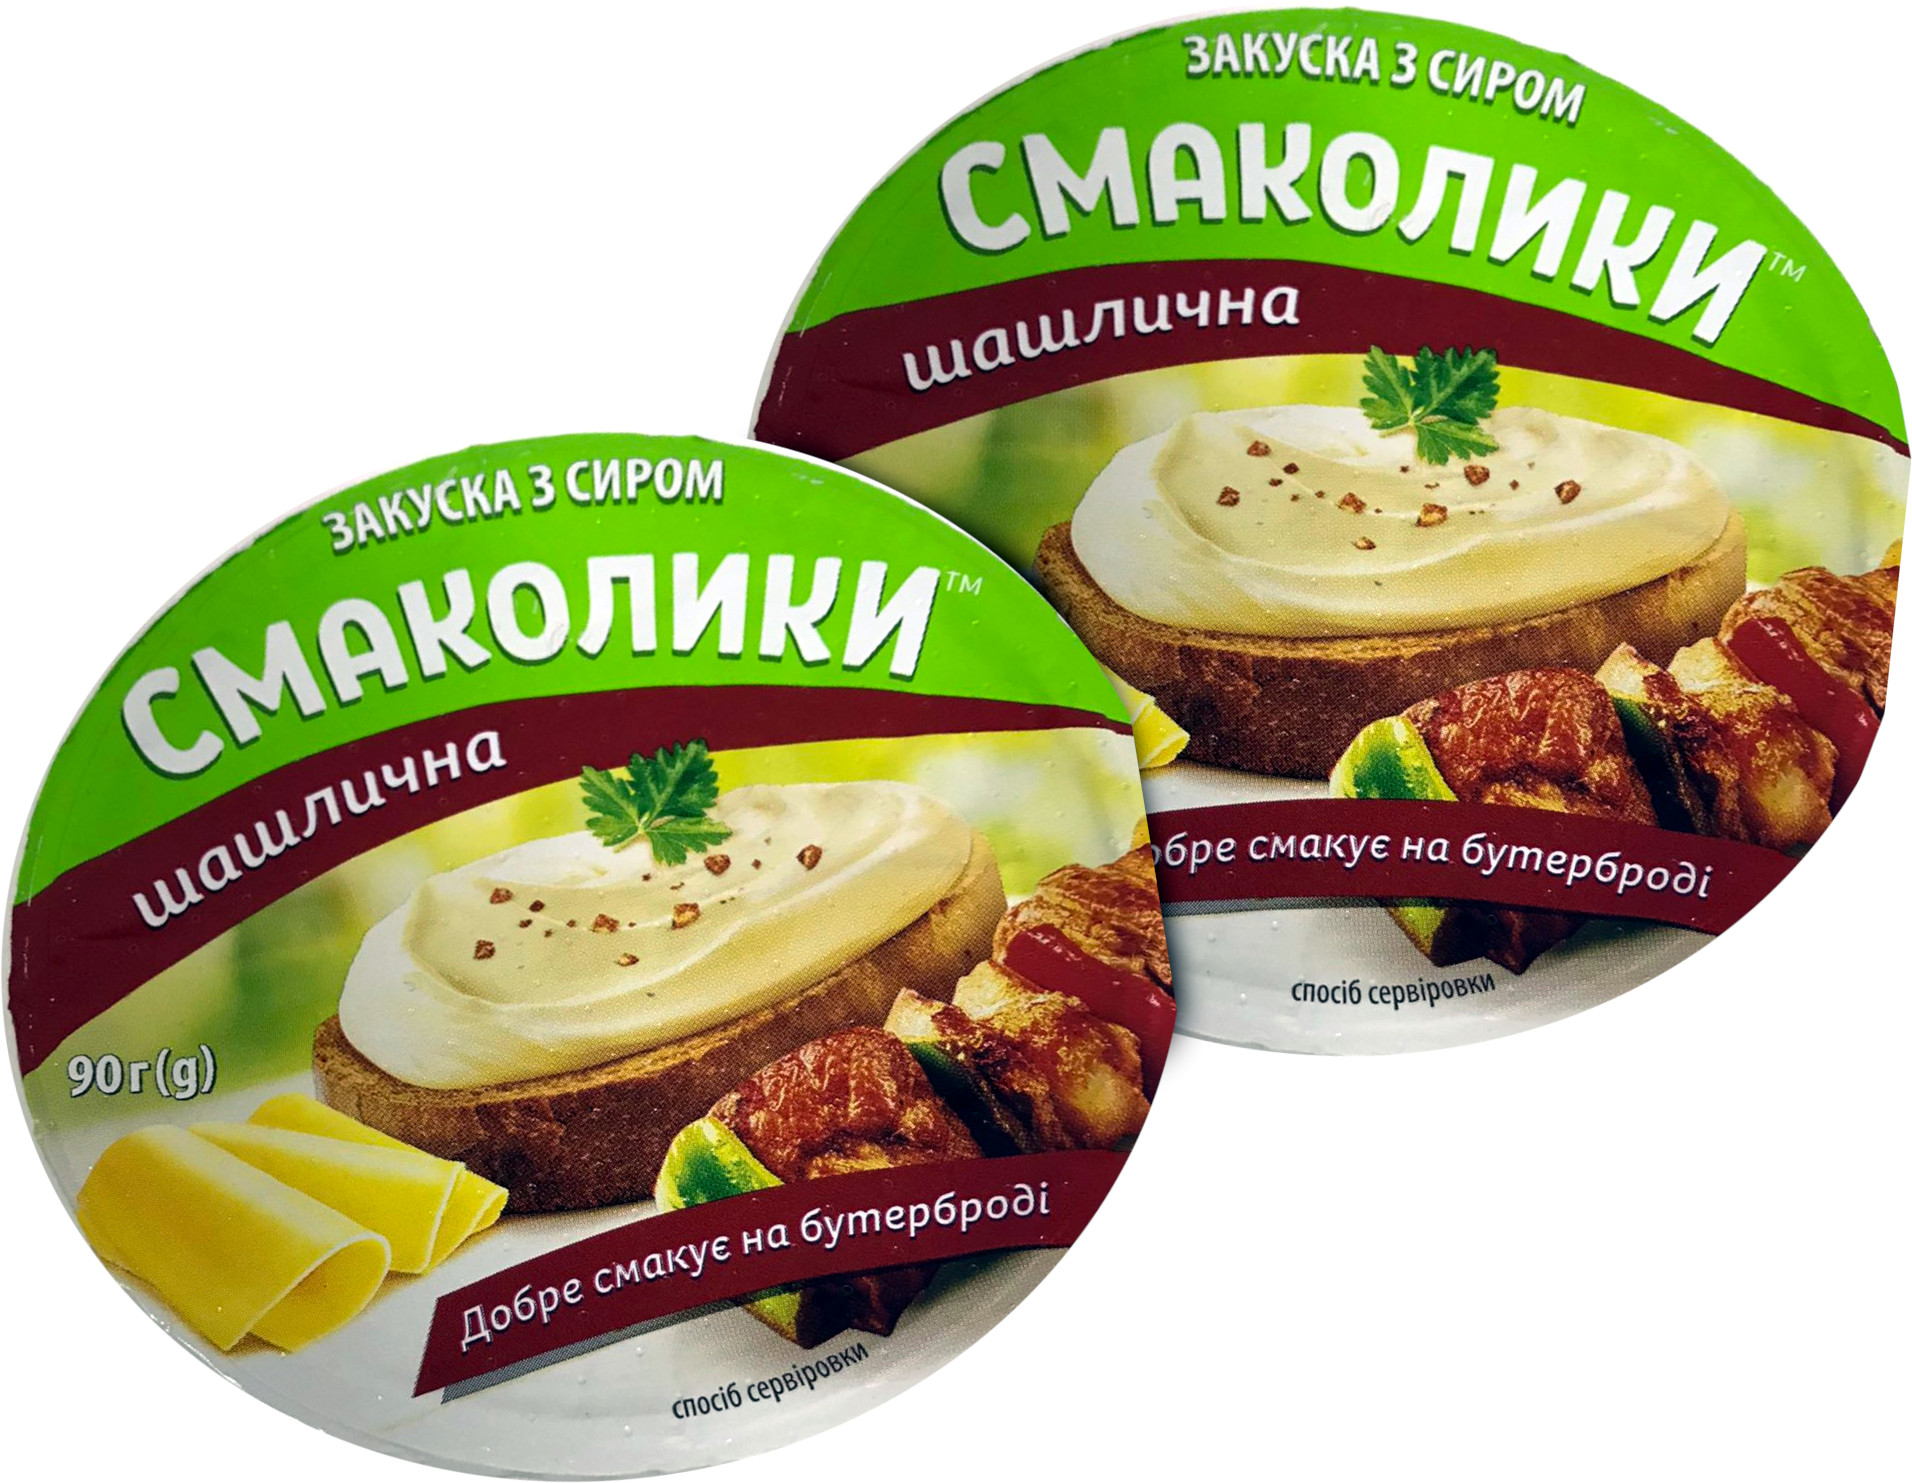 ЗАКУСКА З СИРОМ
СМАКОЛИКИ™
шашлична
90г(g)
Добре смакує на бутерброді
спосіб сервіровки
ЗАКУСКА З СИРОМ
СМАКОЛИКИ™
шашлична
обре смакує на бутерброді
спосіб сервіровки